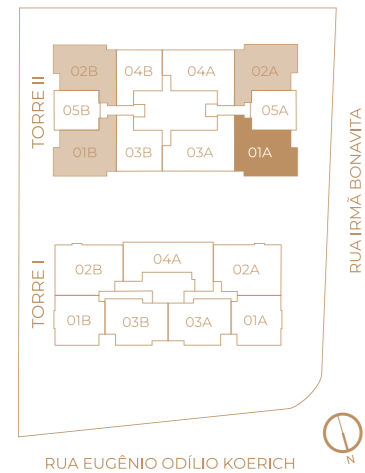 TORRE II
02B 04B 04A 02A
05B 05A
01B 03B 03A 01A
RUA IRMÃ BONAVITA
TORRE I
02B 04A 02A
01B 03B 03A 01A
RUA EUGÊNIO ODÍLIO KOERICH
N